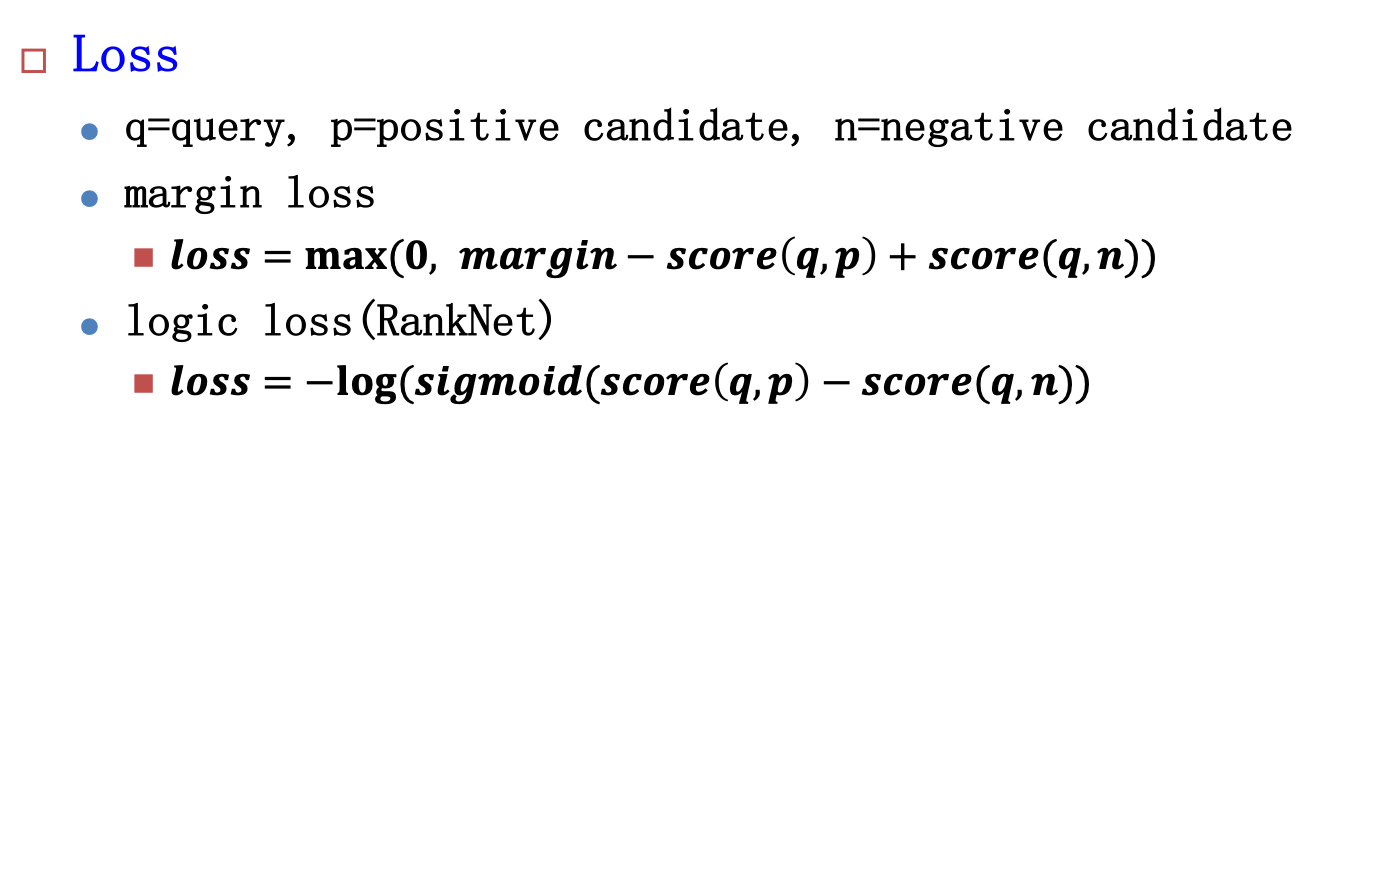 Loss
q=query, p=positive candidate, n=negative candidate
margin loss
loss = max(0, margin − score(q,p) + score(q,n))
logic loss(RankNet)
loss = −log(sigmoid(score(q,p) − score(q,n))